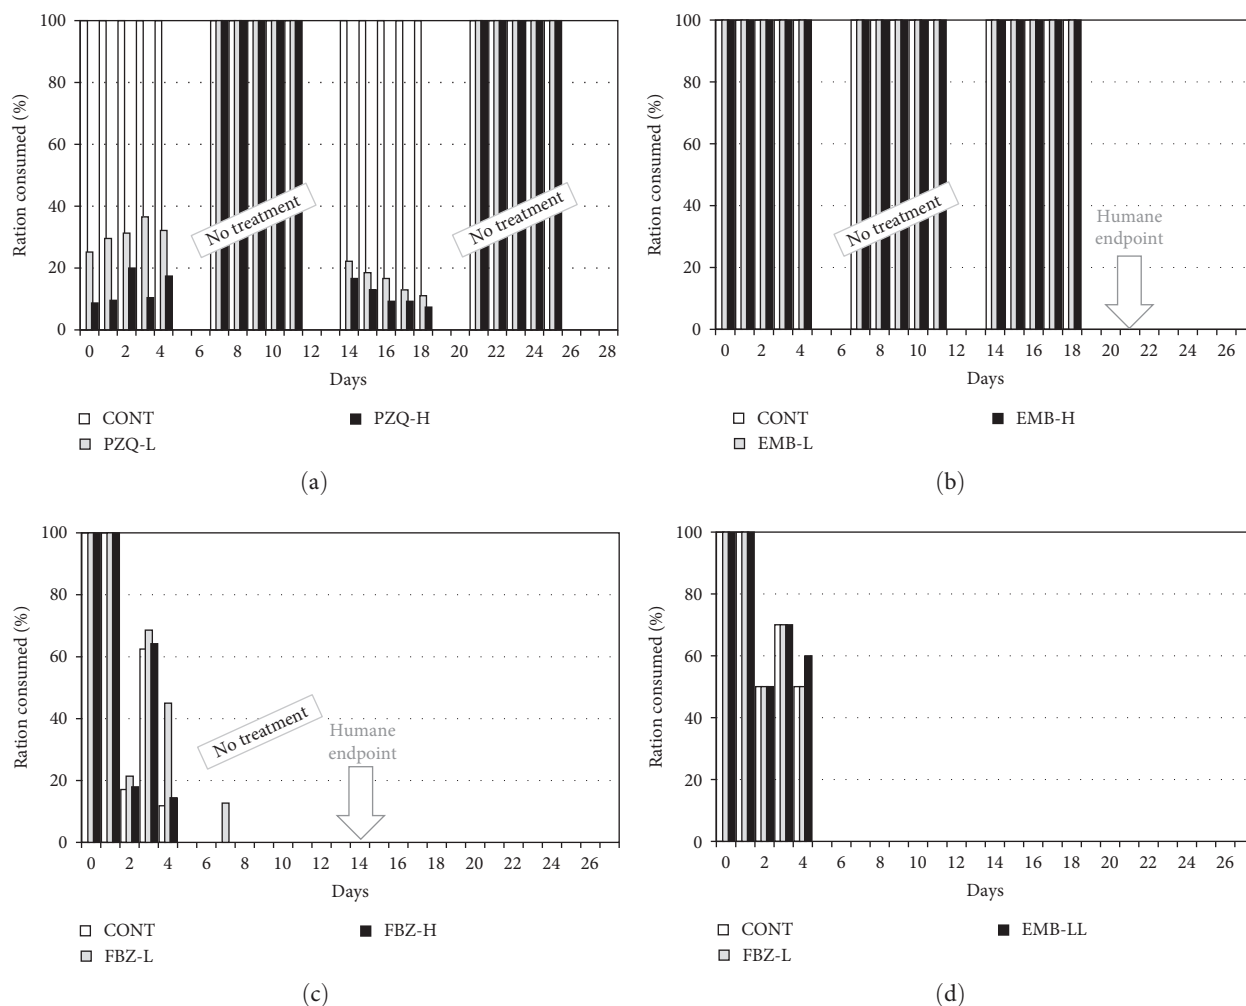 100
80
60
40
20
0
Ration consumed (%)
No treatment
No treatment
0 2 4 6 8 10 12 14 16 18 20 22 24 26 28
Days
CONT
PZQ-L
PZQ-H
(a)
100
80
60
40
20
0
Ration consumed (%)
No treatment
Humane
endpoint
0 2 4 6 8 10 12 14 16 18 20 22 24 26
Days
CONT
EMB-L
EMB-H
(b)
100
80
60
40
20
0
Ration consumed (%)
No treatment
Humane
endpoint
0 2 4 6 8 10 12 14 16 18 20 22 24 26
Days
CONT
FBZ-L
FBZ-H
(c)
100
80
60
40
20
0
Ration consumed (%)
0 2 4 6 8 10 12 14 16 18 20 22 24 26
Days
CONT
FBZ-L
EMB-LL
(d)